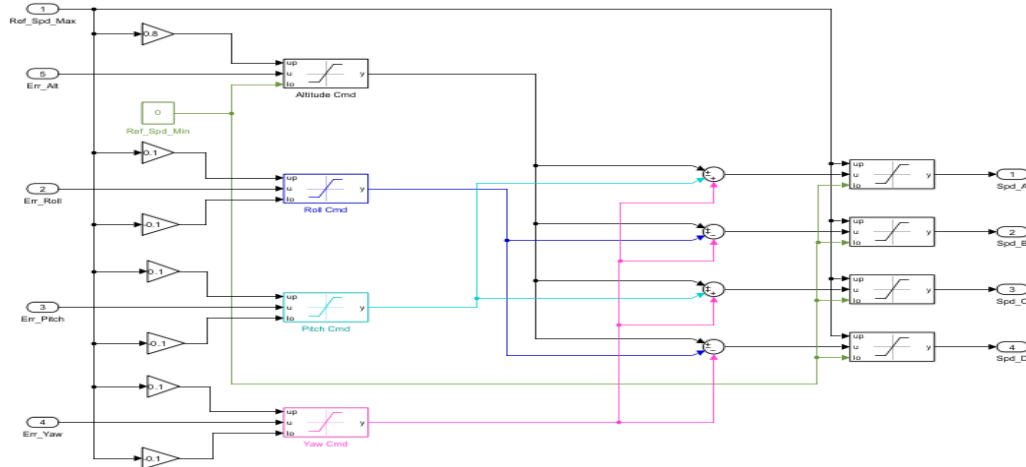 1
Ref_Spd_Max
0.8
5
Err_Alt
up
u
lo
y
Altitude Cmd
0
Ref_Spd_Min
0.1
2
Err_Roll
up
u
lo
y
Roll Cmd
-0.1
0.1
3
Err_Pitch
up
u
lo
y
Pitch Cmd
-0.1
0.1
4
Err_Yaw
up
u
lo
y
Yaw Cmd
-0.1
up
u
lo
y
1
Spd_A
up
u
lo
y
2
Spd_B
up
u
lo
y
3
Spd_C
up
u
lo
y
4
Spd_D